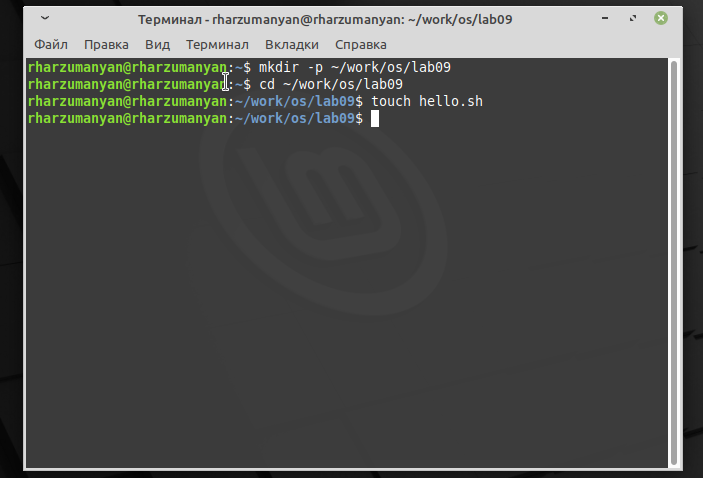 Терминал - rharzumanyan@rharzumanyan: ~/work/os/lab09
Файл Правка Вид Терминал Вкладки Справка
rharzumanyan@rharzumanyan:~$ mkdir -p ~/work/os/lab09
rharzumanyan@rharzumanyan:~$ cd ~/work/os/lab09
rharzumanyan@rharzumanyan:~/work/os/lab09$ touch hello.sh
rharzumanyan@rharzumanyan:~/work/os/lab09$